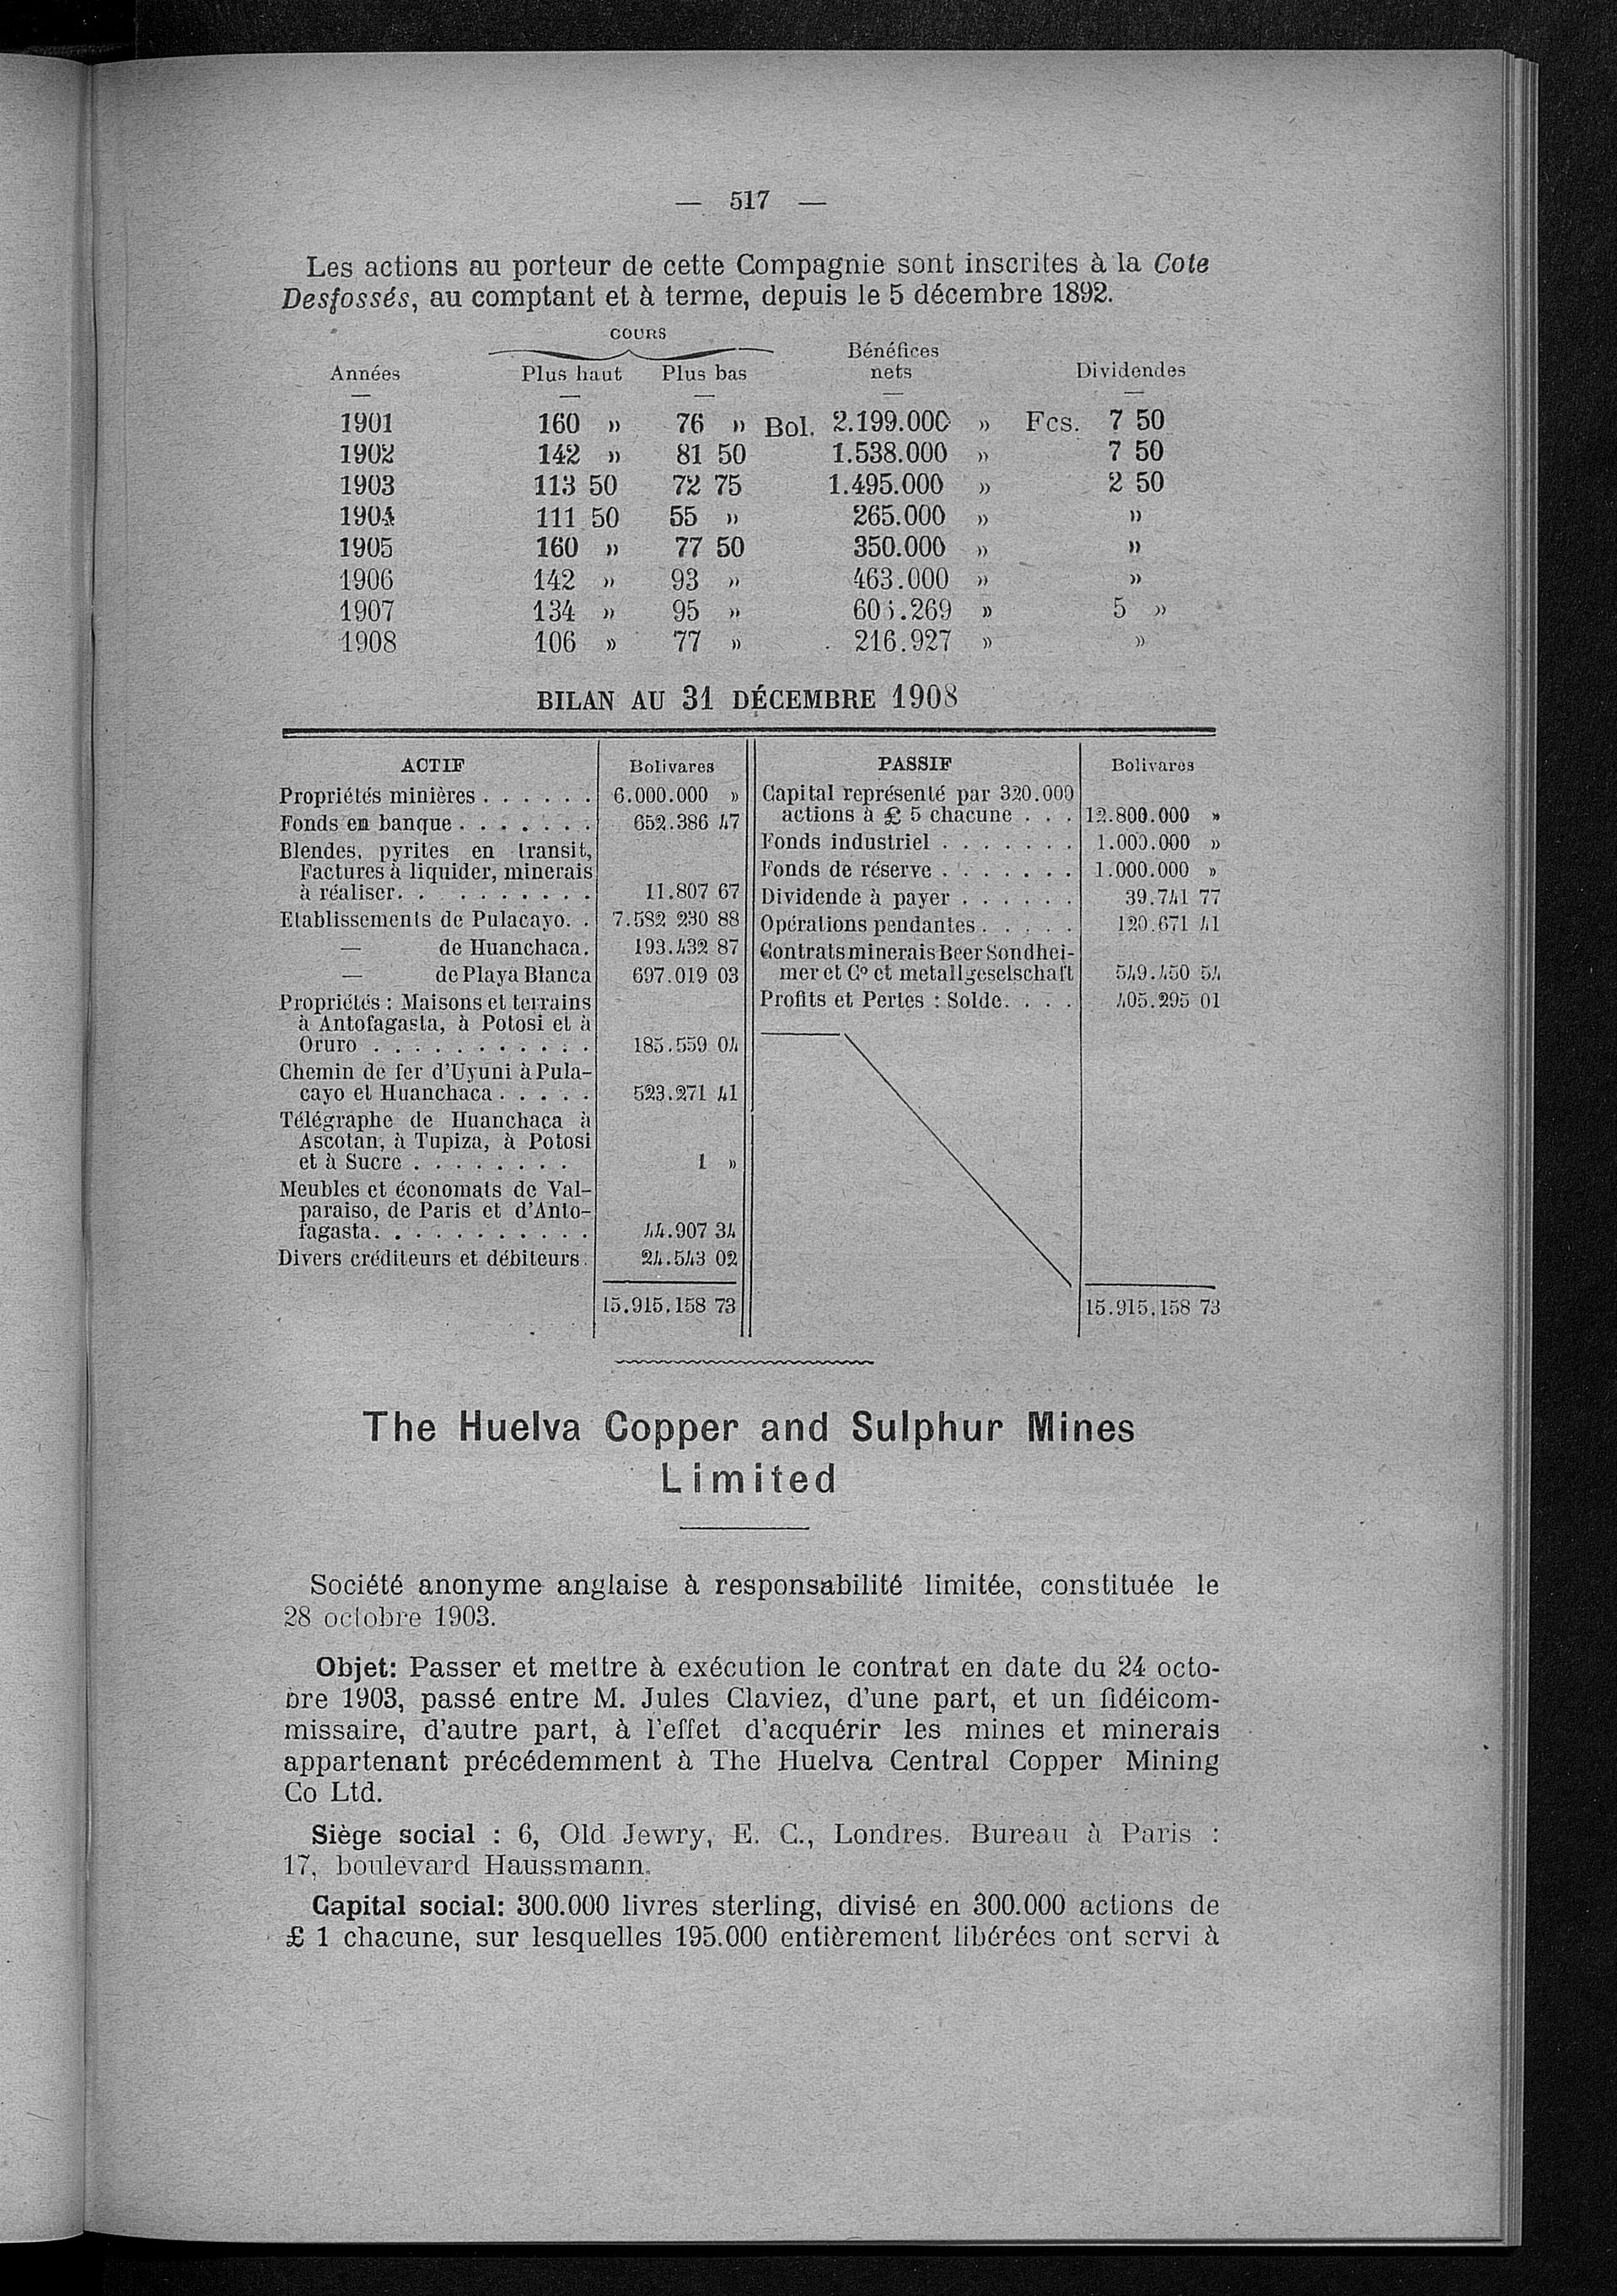 — 517 —
Les actions au porteur de cette Compagnie sont inscrites à la Cote
Desfossés, au comptant et à terme, depuis le 5 décembre 1892.
COURS
Années Plus haut Plus bas Bénéfices nets Dividendes
1901 160 » 76 » Bol. 2.199.000 » Fcs. 7 50
1902 142 » 81 50 1.538.000 » 7 50
1903 113 50 72 75 1.495.000 » 2 50
1904 111 50 55 » 265.000 » »
1905 160 » 77 50 350.000 » »
1906 142 » 93 » 463.000 » »
1907 134 » 95 » » 5 »
1908 106 » 77 » 216.927 » »
BILAN AU 31 DÉCEMBRE 1908
ACTIF Bolivares
Propriétés minières . . . . . . 6.000.000 »
Fonds en banque . . . . . . . 652.386 47
Blendes, pyrites en transit,
Factures à liquider, minerais
à réaliser. . . . . . . . . 11.807 67
Etablissements de Pulacayo. . 7.582 230 88
— de Huanchaca. 193.432 87
— de Playa Blanca 697.019 03
Propriétés : Maisons et terrains
à Antofagasta, à Potosi et à
Oruro . . . . . . . . . . . 185.559 04
Chemin de fer d'Uyuni à Pula-
cayo et Huanchaca . . . . . 523.271 41
Télégraphe de Huanchaca à
Ascotan, à Tupiza, à Potosi
et à Sucre . . . . . . . . 1 »
Meubles et économats de Val-
paraiso, de Paris et d'Anto-
fagasta. . . . . . . . . . . 44.907 34
Divers créditeurs et débiteurs. 24.543 02
15.915.158 73
PASSIF Bolivares
Capital représenté par 320.000
actions à £ 5 chacune . . . 12.800.000 »
Fonds industriel . . . . . . . 1.000.000 »
Fonds de réserve . . . . . . . 1.000.000 »
Dividende à payer . . . . . . 39.741 77
Opérations pendantes . . . . . 120.671 41
Contrats minerais Beer Sondhei-
mer et Cº et metallgeselschaft 549.450 54
Profits et Pertes : Solde. . . . 405.295 01
15.915.158 73
The Huelva Copper and Sulphur Mines
Limited
Société anonyme anglaise à responsabilité limitée, constituée le
28 octobre 1903.
Objet: Passer et mettre à exécution le contrat en date du 24 octo-
bre 1903, passé entre M. Jules Claviez, d'une part, et un fidéicom-
missaire, d'autre part, à l'effet d'acquérir les mines et minerais
appartenant précédemment à The Huelva Central Copper Mining
Co Ltd.
Siège social : 6, Old Jewry, E. C., Londres. Bureau à Paris :
17, boulevard Haussmann.
Capital social: 300.000 livres sterling, divisé en 300.000 actions de
£ 1 chacune, sur lesquelles 195.000 entièrement libérées ont servi à